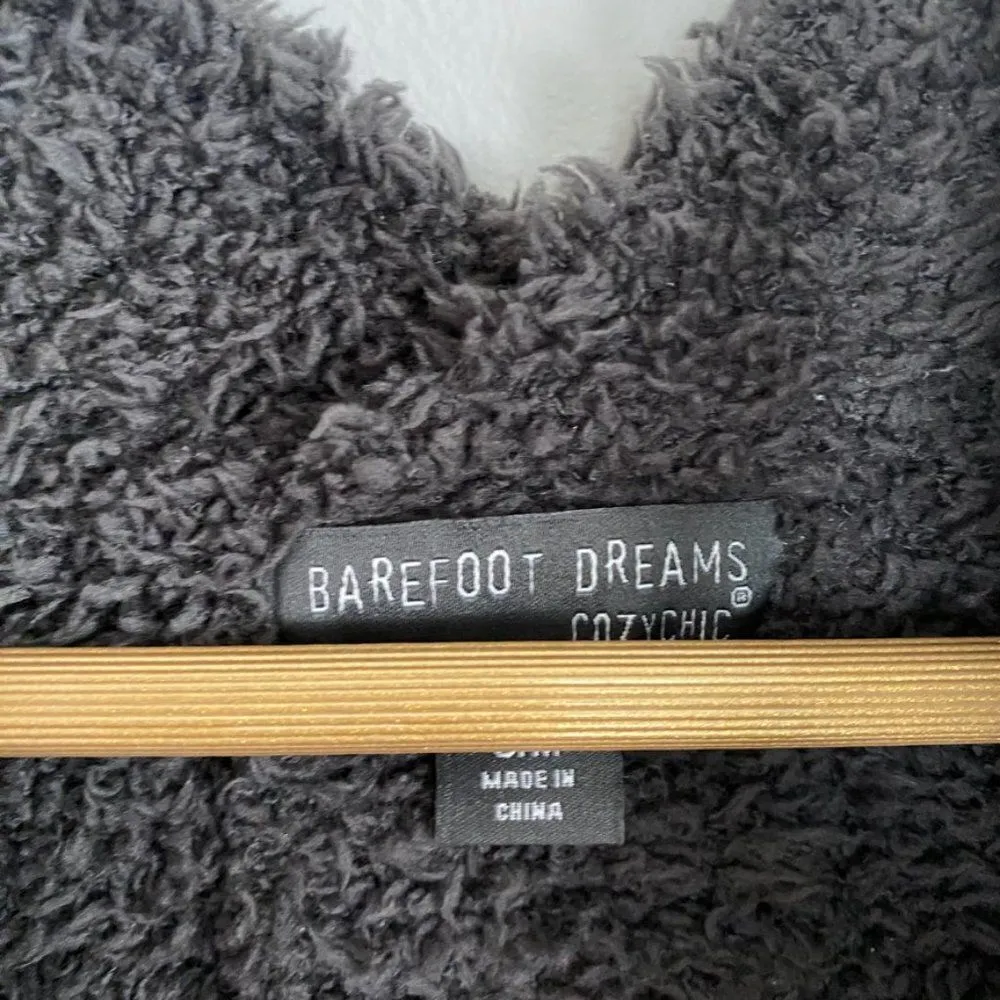 BAREFOOT DREAMS
®
COZYCHIC
MADE IN
CHINA